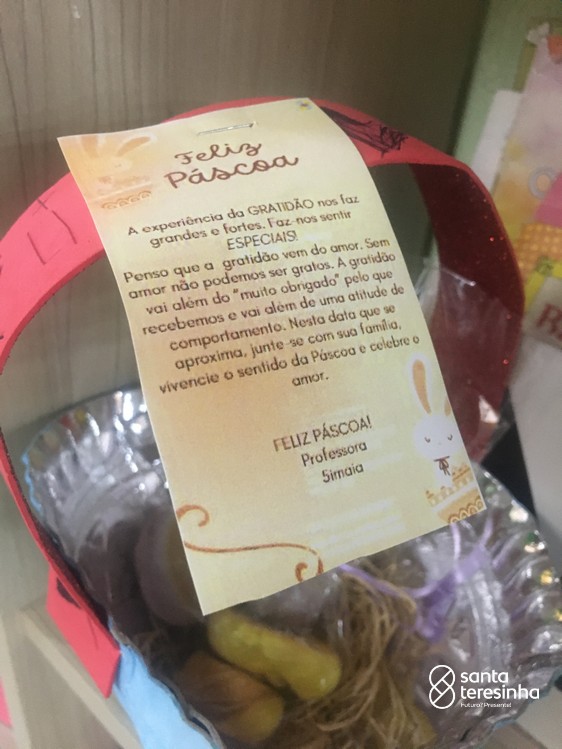 Feliz
Páscoa
A experiência da GRATIDÃO nos faz
grandes e fortes. Faz-nos sentir
ESPECIAIS!
Penso que a gratidão vem do amor. Sem
amor não podemos ser gratos. A gratidão
vai além do "muito obrigado" pelo que
recebemos e vai além de uma atitude de
comportamento. Nesta data que se
aproxima, junte-se com sua família,
vivencie o sentido da Páscoa e celebre o
amor.
FELIZ PÁSCOA!
Professora
Simaia
santa
teresinha
Futuro? Presente!